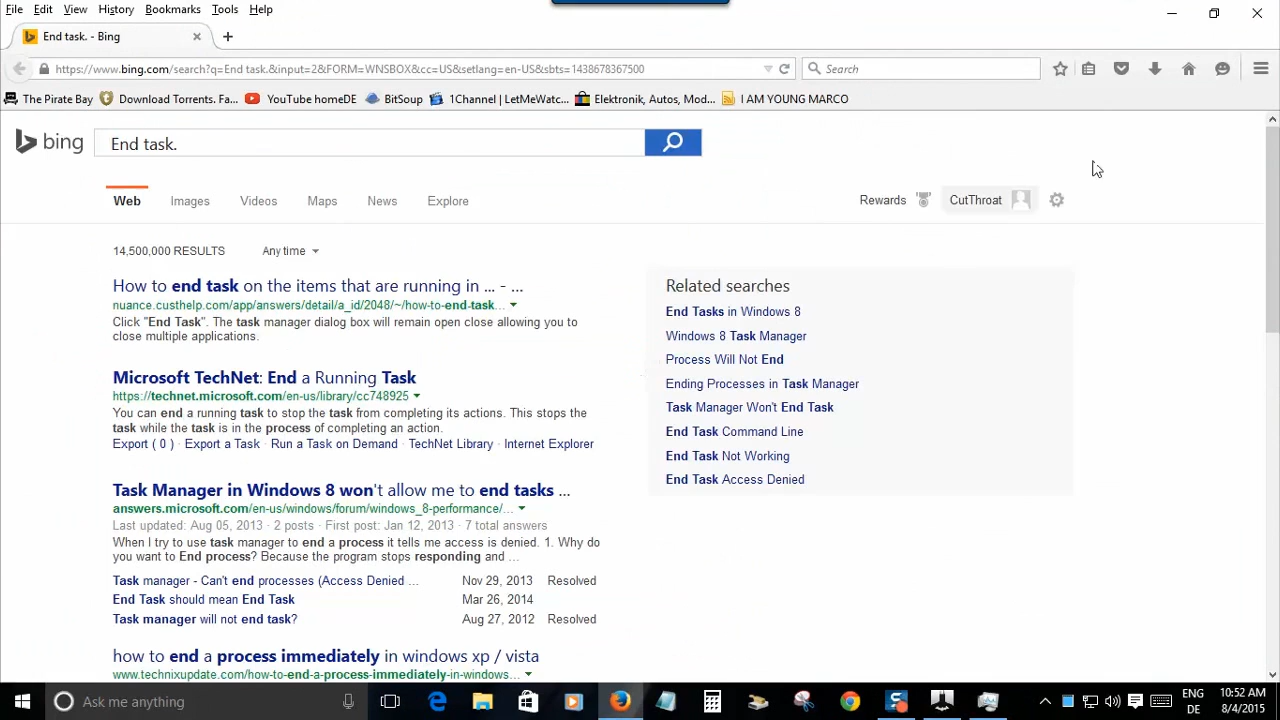 File Edit View History Bookmarks Tools Help
End task. - Bing
https://www.bing.com/search?q=End task.&input=2&FORM=WNSBOX&cc=US&setlang=en-US&sbts=1438678367500
Search
The Pirate Bay Download Torrents. Fa... YouTube homeDE BitSoup 1Channel | LetMeWatc... Elektronik, Autos, Mod... I AM YOUNG MARCO
bing
End task.
Web Images Videos Maps News Explore
Rewards CutThroat
14,500,000 RESULTS Any time
How to end task on the items that are running in ... - ...
nuance.custhelp.com/app/answers/detail/a_id/2048/~/how-to-end-task...
Click "End Task". The task manager dialog box will remain open close allowing you to
close multiple applications.
Microsoft TechNet: End a Running Task
https://technet.microsoft.com/en-us/library/cc748925
You can end a running task to stop the task from completing its actions. This stops the
task while the task is in the process of completing an action.
Export ( 0 ) · Export a Task · Run a Task on Demand · TechNet Library · Internet Explorer
Task Manager in Windows 8 won't allow me to end tasks ...
answers.microsoft.com/en-us/windows/forum/windows_8-performance/...
Last updated: Aug 05, 2013 · 2 posts · First post: Jan 12, 2013 · 7 total answers
When I try to use task manager to end a process it tells me access is denied. 1. Why do
you want to End process? Because the program stops responding and ...
Task manager - Can't end processes (Access Denied ... Nov 29, 2013 Resolved
End Task should mean End Task Mar 26, 2014
Task manager will not end task? Aug 27, 2012 Resolved
how to end a process immediately in windows xp / vista
www.technixupdate.com/how-to-end-a-process-immediately-in-windows...
Related searches
End Tasks in Windows 8
Windows 8 Task Manager
Process Will Not End
Ending Processes in Task Manager
Task Manager Won't End Task
End Task Command Line
End Task Not Working
End Task Access Denied
Ask me anything
ENG
DE
10:52 AM
8/4/2015